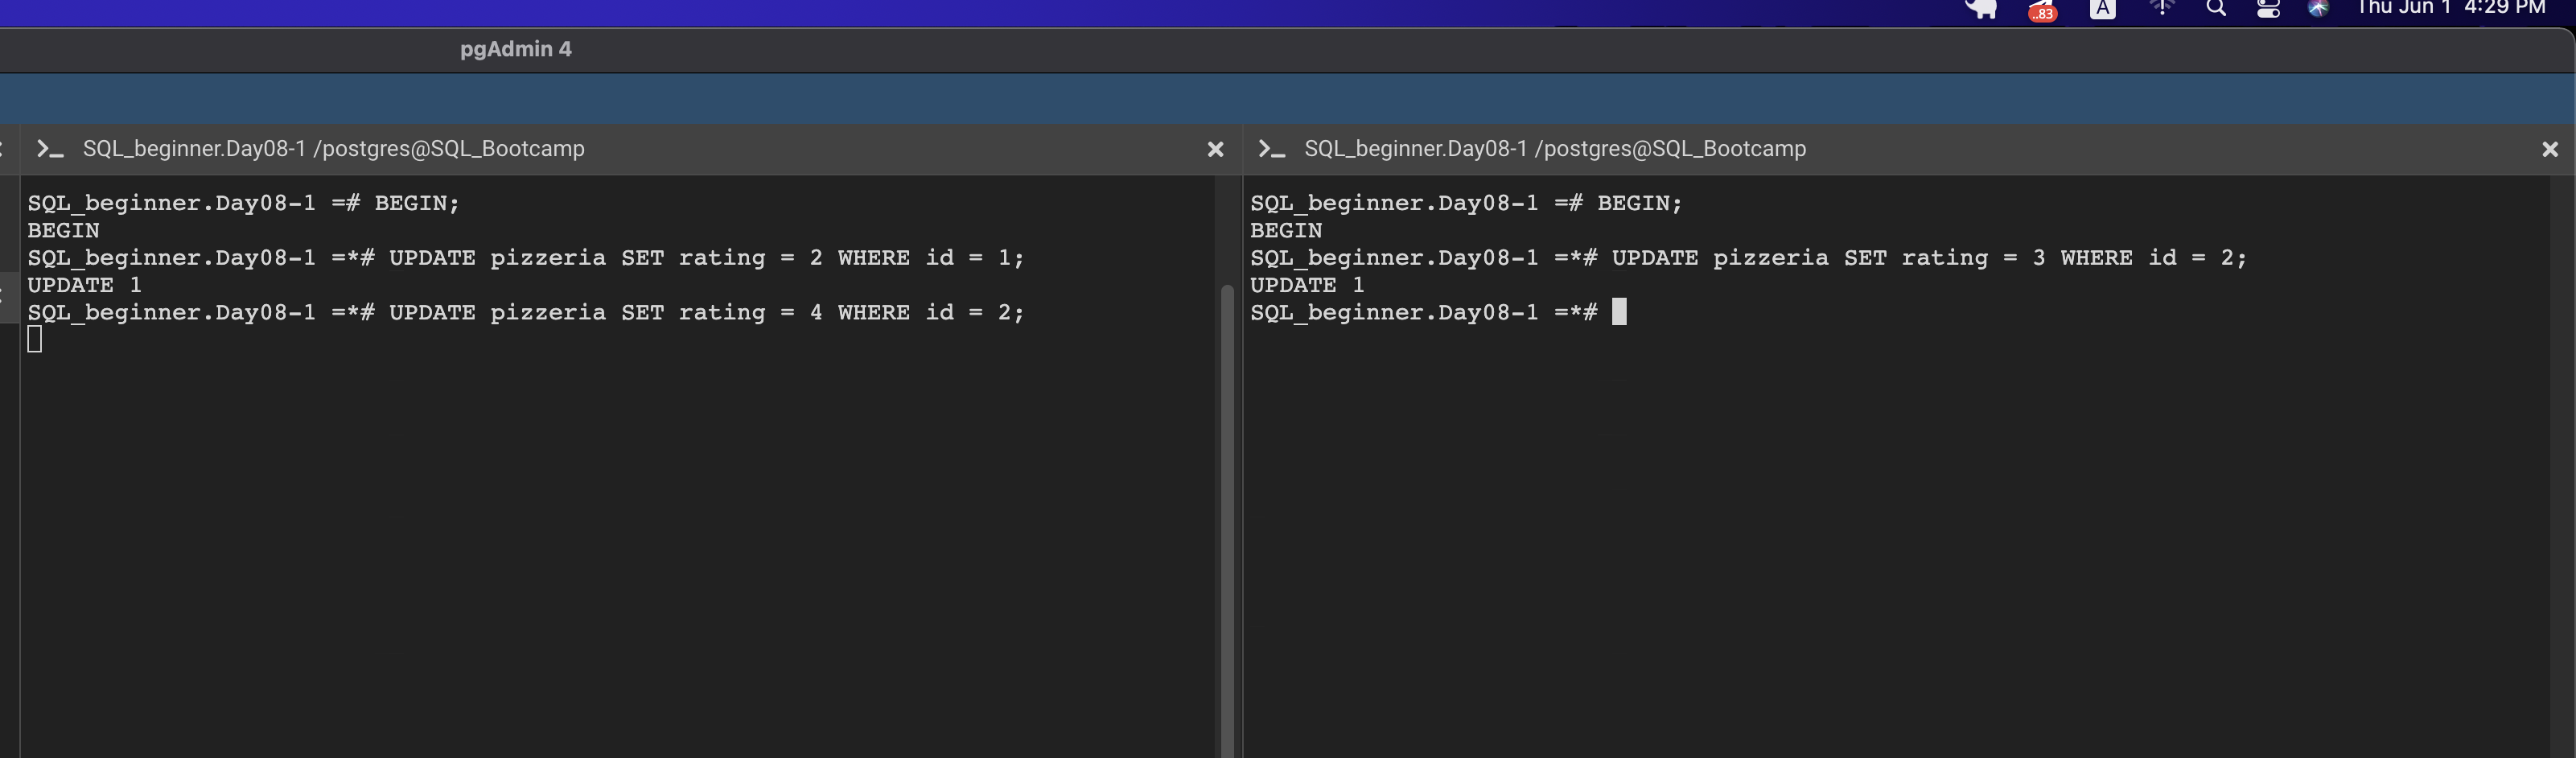 ..83
A
Thu Jun 1 4:29 PM
pgAdmin 4
SQL_beginner.Day08-1 /postgres@SQL_Bootcamp
SQL_beginner.Day08-1 =# BEGIN;
BEGIN
SQL_beginner.Day08-1 =*# UPDATE pizzeria SET rating = 2 WHERE id = 1;
UPDATE 1
SQL_beginner.Day08-1 =*# UPDATE pizzeria SET rating = 4 WHERE id = 2;
SQL_beginner.Day08-1 /postgres@SQL_Bootcamp
SQL_beginner.Day08-1 =# BEGIN;
BEGIN
SQL_beginner.Day08-1 =*# UPDATE pizzeria SET rating = 3 WHERE id = 2;
UPDATE 1
SQL_beginner.Day08-1 =*#